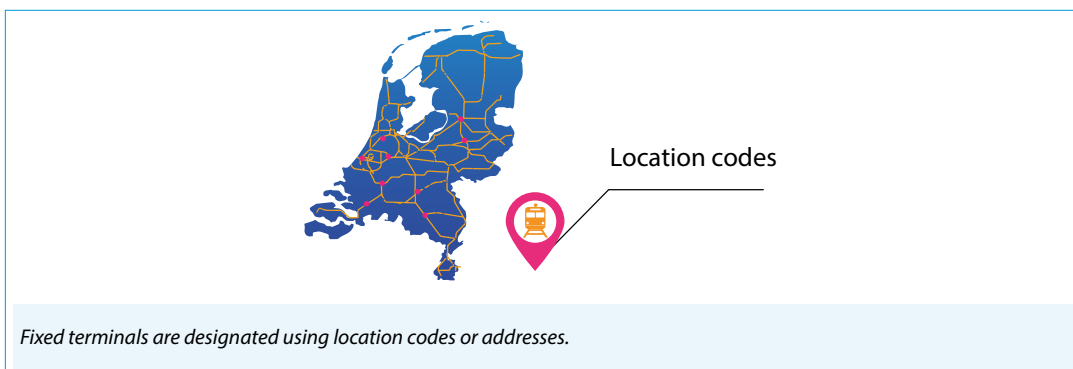 Location codes
Fixed terminals are designated using location codes or addresses.